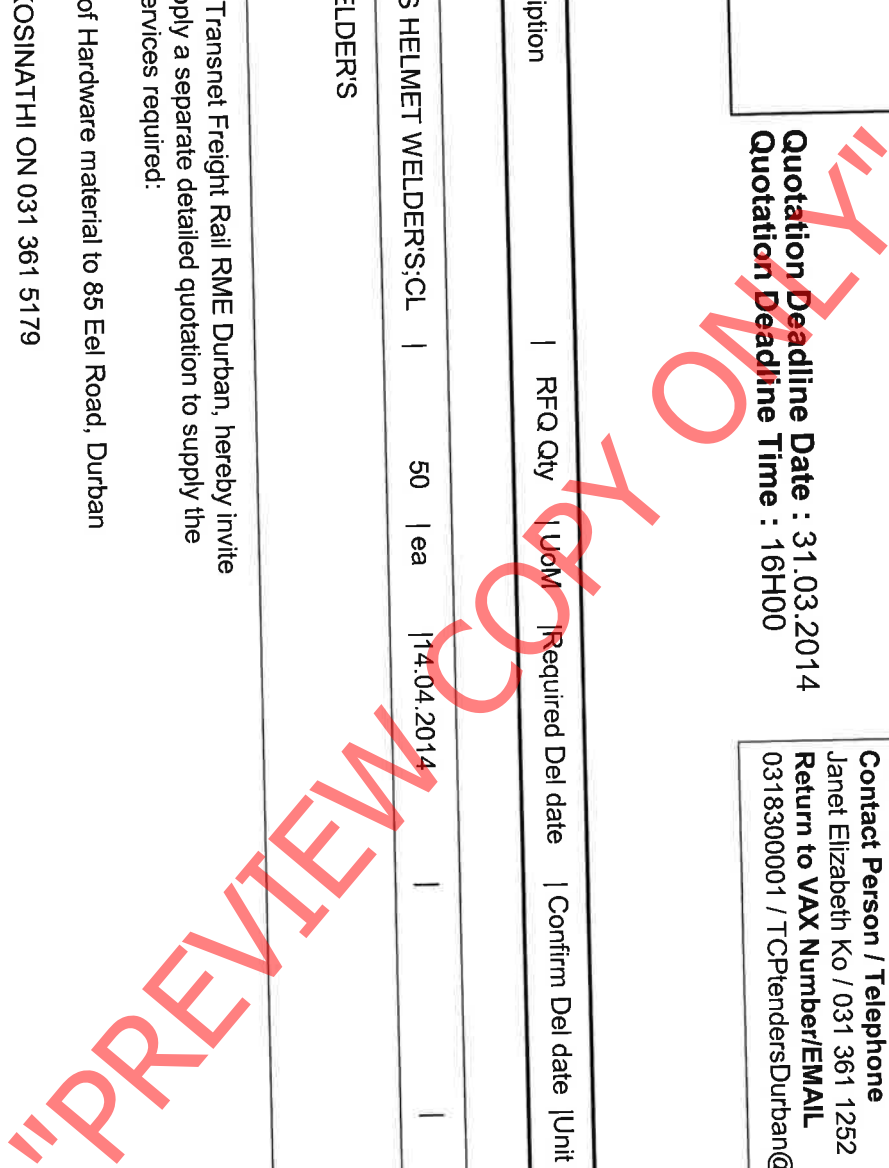 Contact Person / Telephone
Janet Elizabeth Ko / 031 361 1252
Return to VAX Number/EMAIL
0318300001 / TCPtendersDurban@
Quotation Deadline Date : 31.03.2014
Quotation Deadline Time : 16H00
iption | RFQ Qty | UoM |Required Del date | Confirm Del date |Unit
S HELMET WELDER'S;CL | 50 | ea |14.04.2014 | |
ELDER'S
Transnet Freight Rail RME Durban, hereby invite
pply a separate detailed quotation to supply the
ervices required:
of Hardware material to 85 Eel Road, Durban
KOSINATHI ON 031 361 5179
"PREVIEW COPY ONLY"